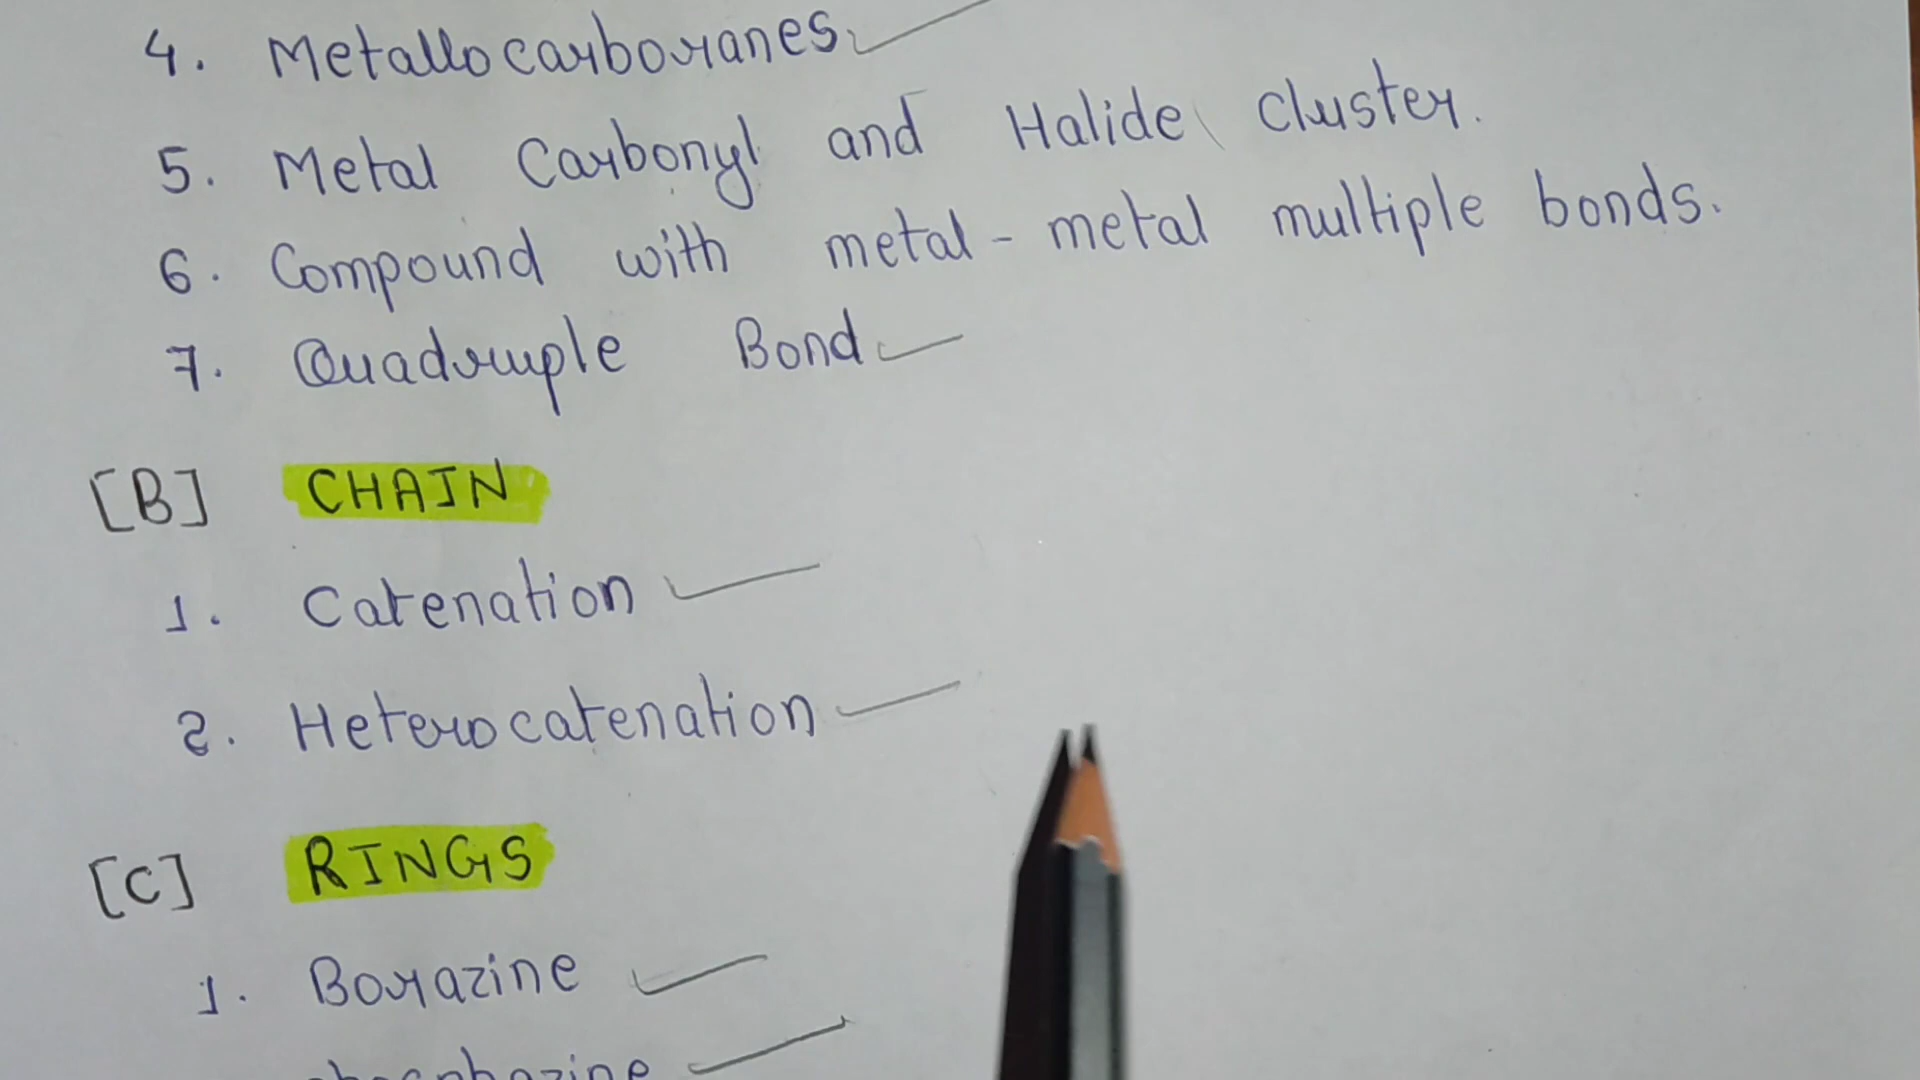 4. Metallocarboranes
5. Metal Carbonyl and Halide Cluster.
6. Compound with metal - metal multiple bonds.
7. Quadruple Bond
[B] CHAIN
1. Catenation
2. Heterocatenation
[C] RINGS
1. Borazine
phosphazine